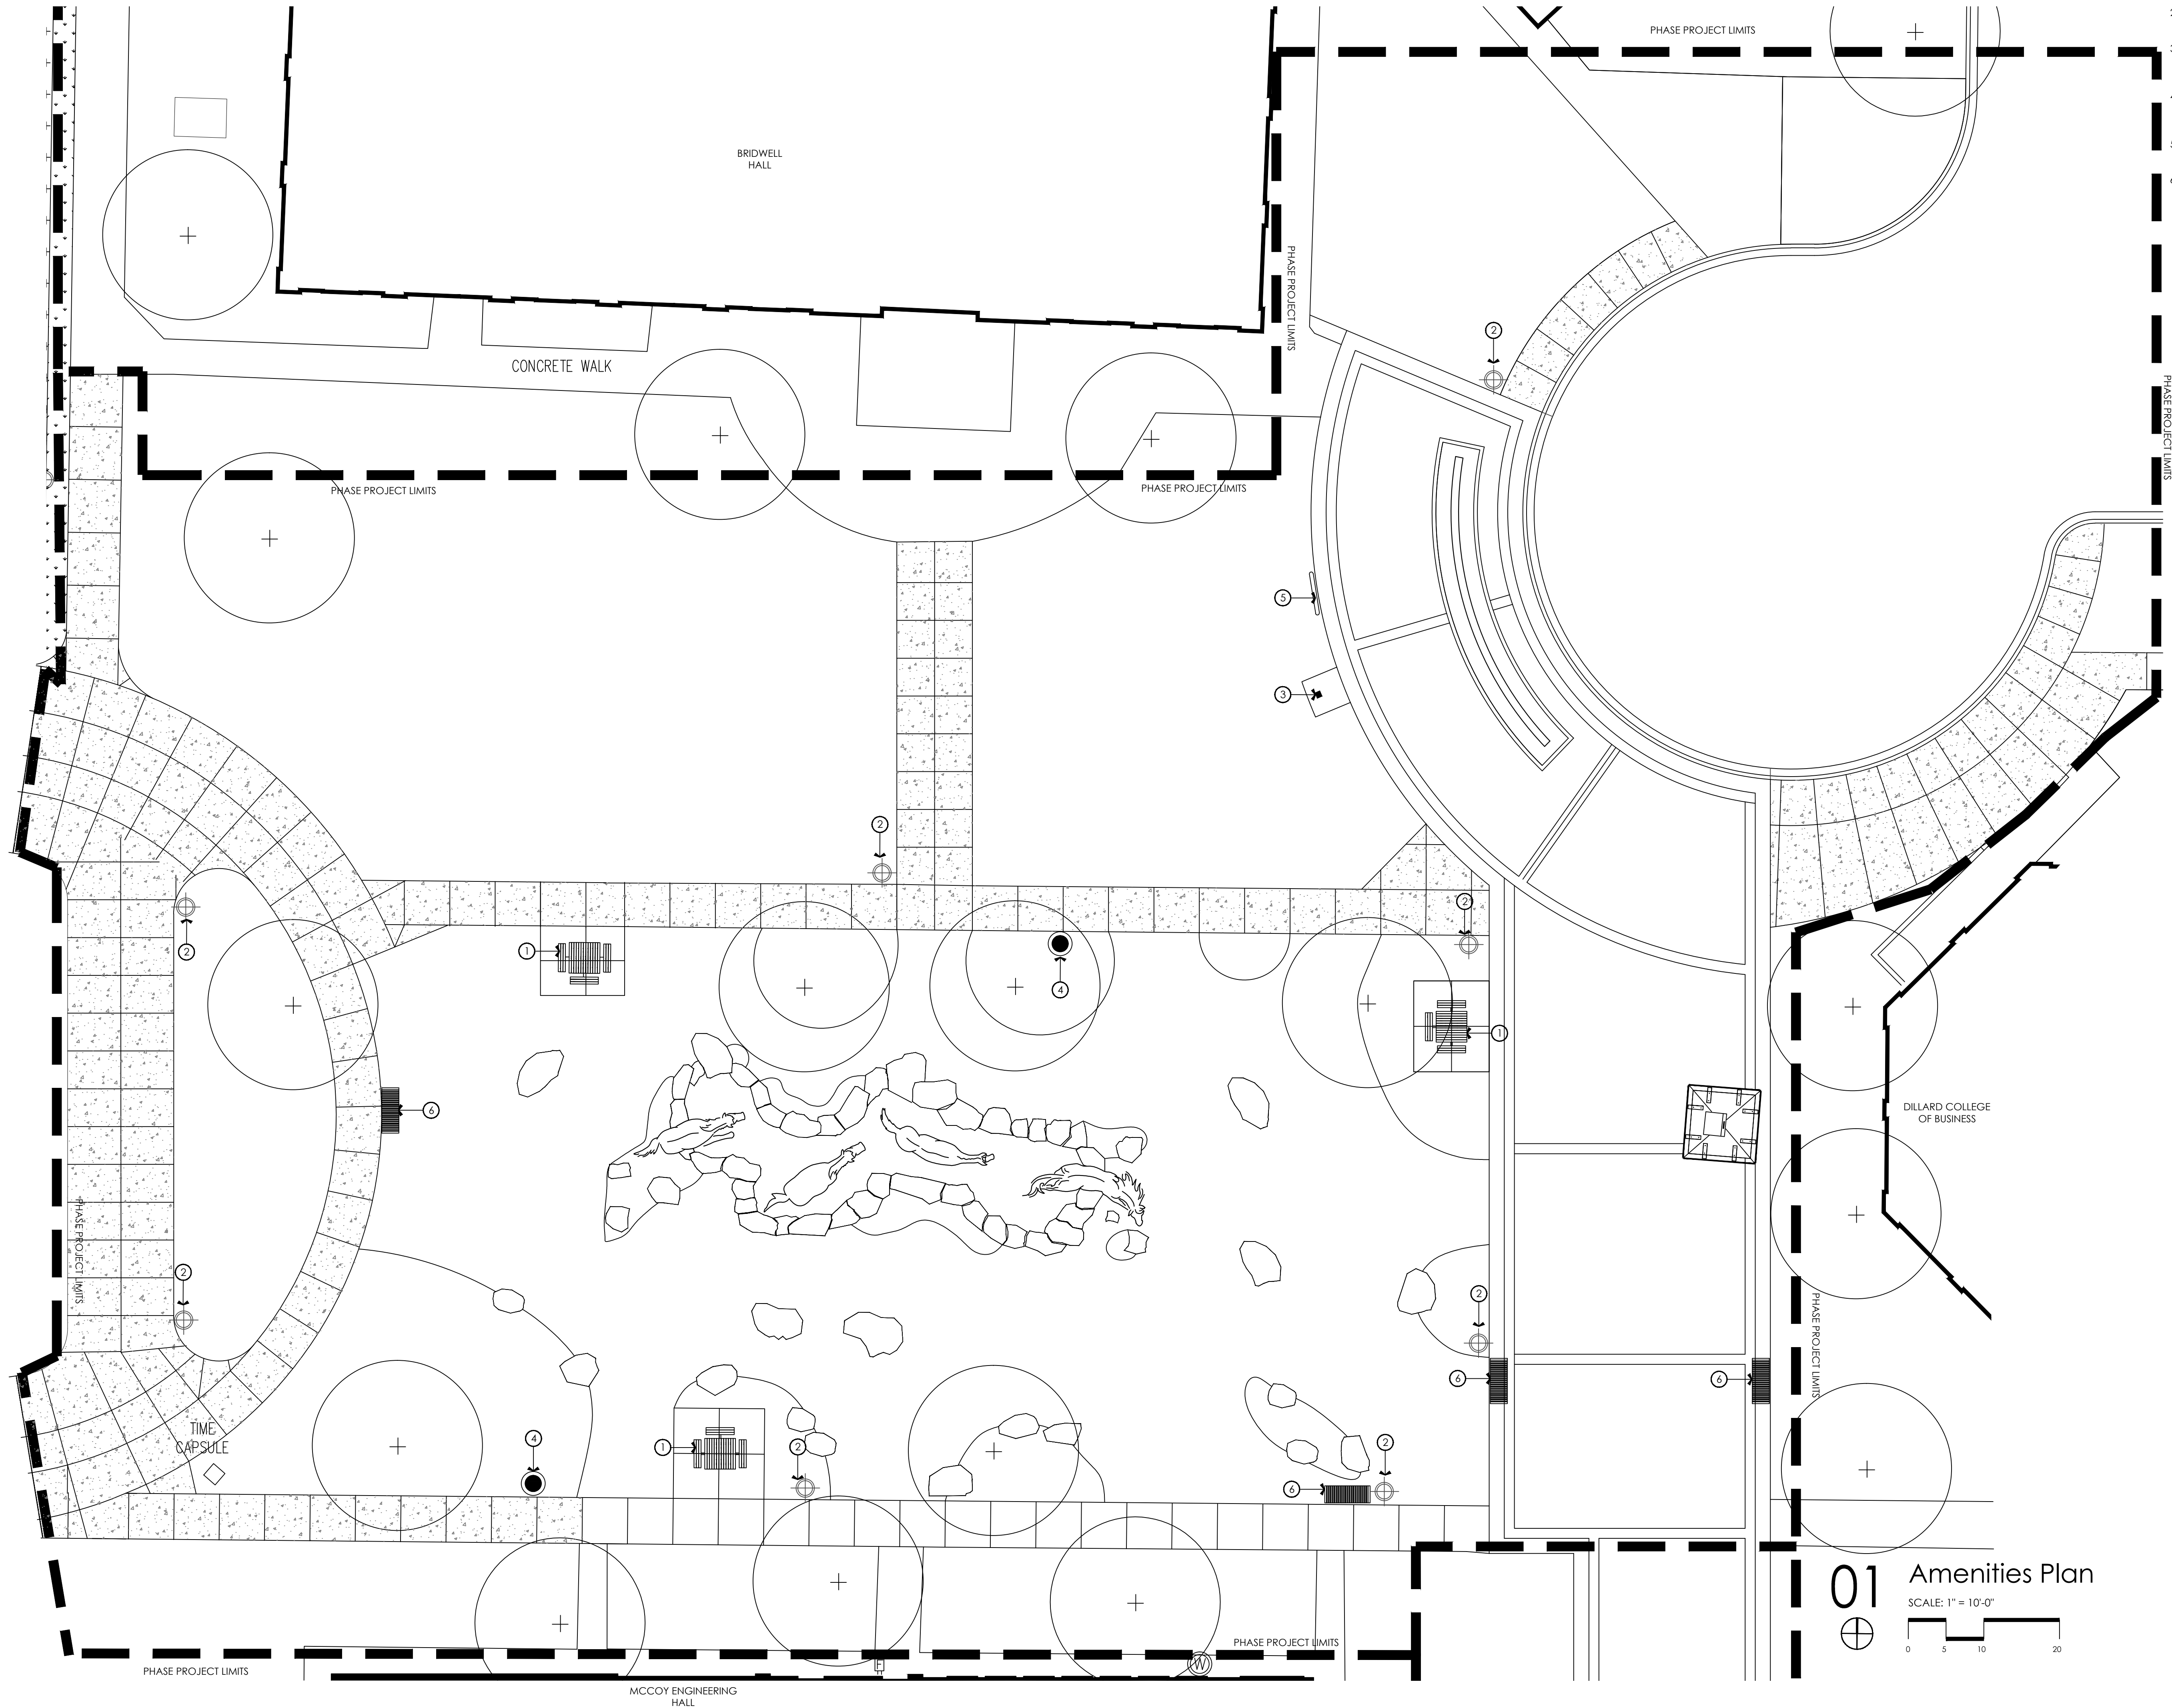 PHASE PROJECT LIMITS
BRIDWELL
HALL
PHASE PROJECT LIMITS
2
CONCRETE WALK
PHASE PROJECT LIMITS
PHASE PROJECT LIMITS
PHASE PROJECT LIMITS
5
3
2
2
2
1
4
1
6
DILLARD COLLEGE
OF BUSINESS
PHASE PROJECT LIMITS
2
2
PHASE PROJECT LIMITS
6
6
TIME
CAPSULE
4
1
2
2
6
01
Amenities Plan
SCALE: 1" = 10'-0"
0 5 10 20
PHASE PROJECT LIMITS
PHASE PROJECT LIMITS
F
W
MCCOY ENGINEERING
HALL